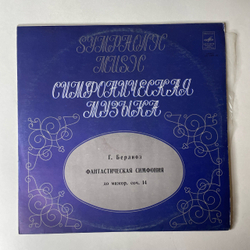 SYMPHONIC
MUSIC
СИМФОНИЧЕСКАЯ
МУЗЫКА
Г. Берлиоз
ФАНТАСТИЧЕСКАЯ СИМФОНИЯ
до мажор, соч. 14